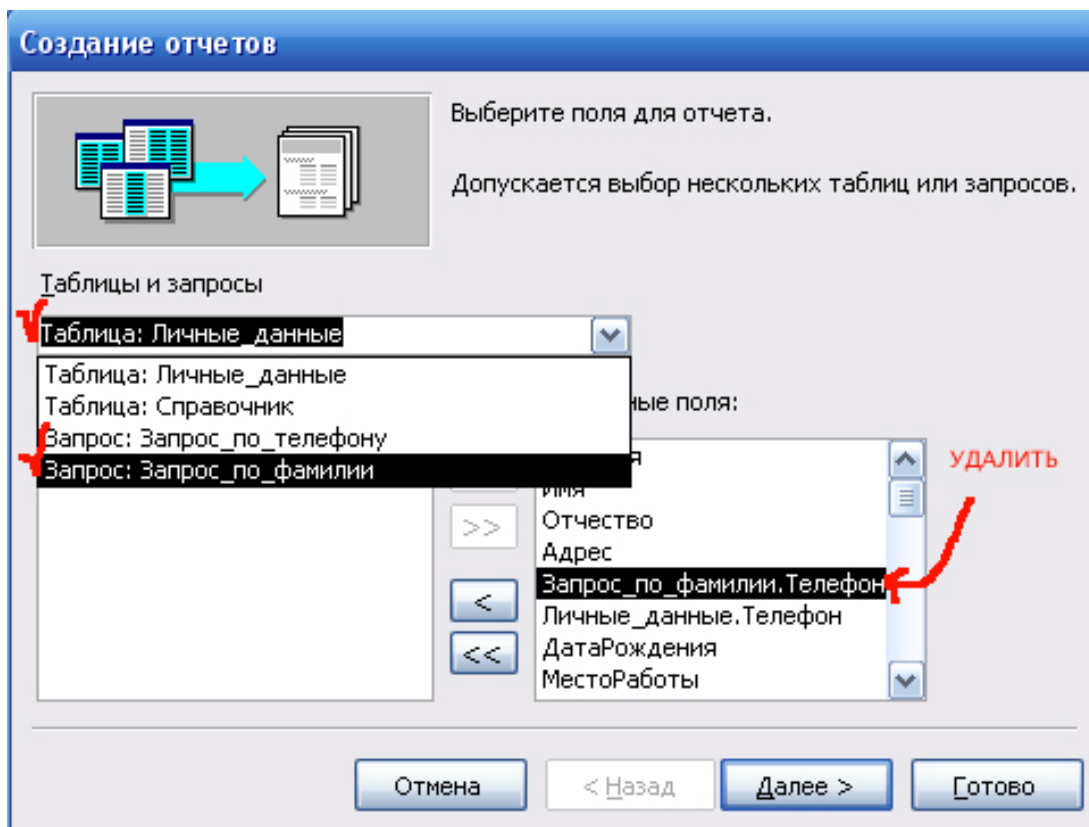 Создание отчетов
Выберите поля для отчета.
Допускается выбор нескольких таблиц или запросов.
Таблицы и запросы
Таблица: Личные_данные
Таблица: Личные_данные
Таблица: Справочник
Запрос: Запрос_по_телефону
Запрос: Запрос_по_фамилии
ные поля:
я
Имя
Отчество
Адрес
Запрос_по_фамилии.Телефон
Личные_данные.Телефон
ДатаРождения
МестоРаботы
УДАЛИТЬ
>>
<
<<
Отмена
< Назад
Далее >
Готово